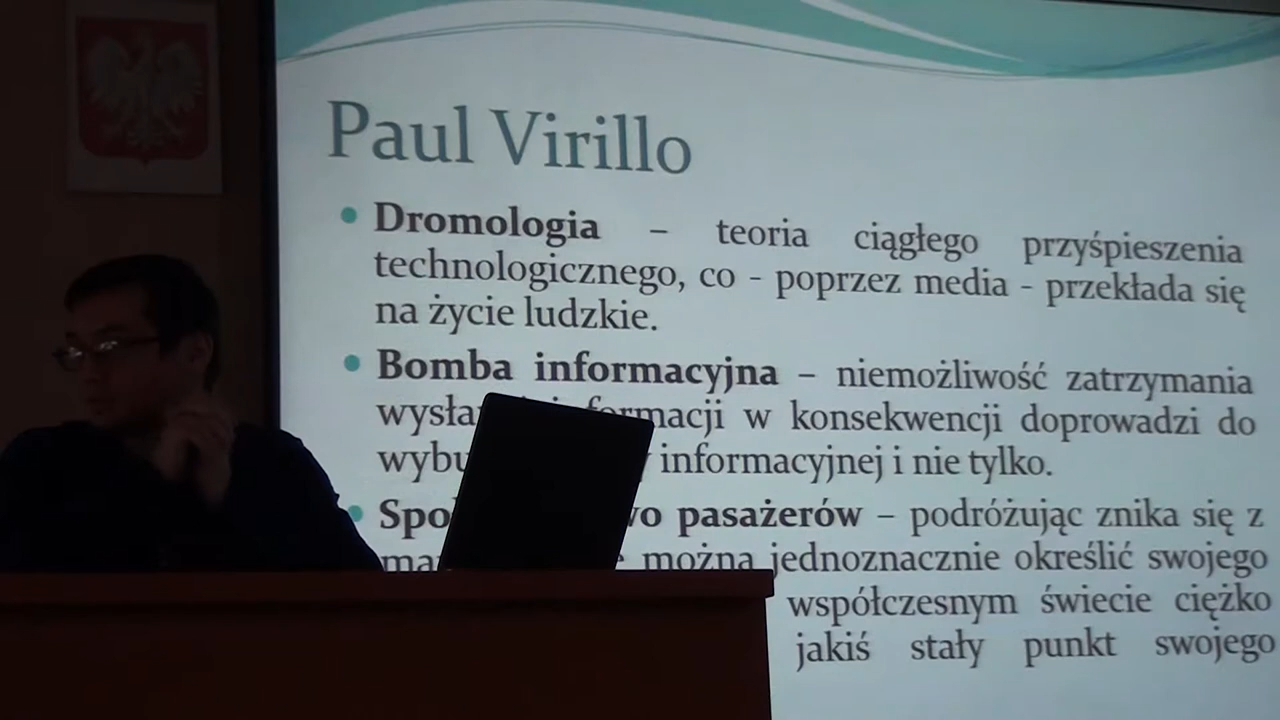 Paul Virillo
• Dromologia – teoria ciągłego przyśpieszenia
technologicznego, co - poprzez media - przekłada się
na życie ludzkie.
• Bomba informacyjna – niemożliwość zatrzymania
w konsekwencji doprowadzi do
informacyjnej i nie tylko.
• pasażerów – podróżując znika się z
można jednoznacznie określić swojego
współczesnym świecie ciężko
jakiś stały punkt swojego